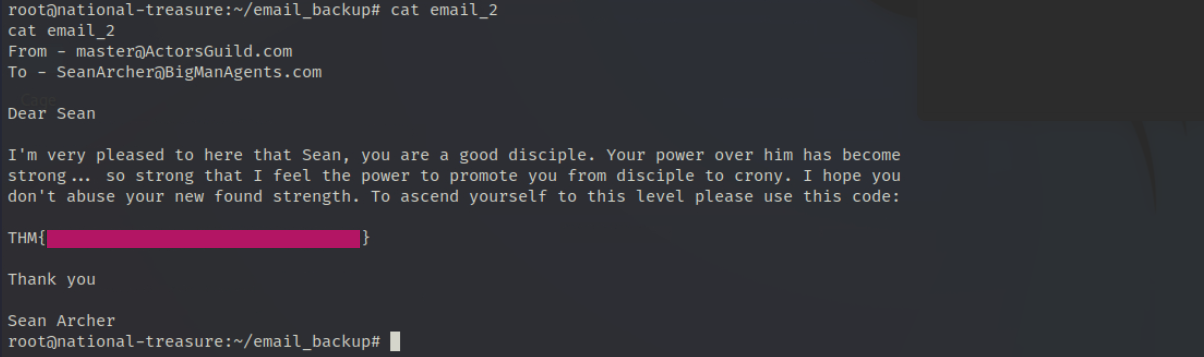 root@national-treasure:~/email_backup# cat email_2
cat email_2
From - master@ActorsGuild.com
To - SeanArcher@BigManAgents.com
Dear Sean
I'm very pleased to here that Sean, you are a good disciple. Your power over him has become
strong... so strong that I feel the power to promote you from disciple to crony. I hope you
don't abuse your new found strength. To ascend yourself to this level please use this code:
THM{ }
Thank you
Sean Archer
root@national-treasure:~/email_backup#